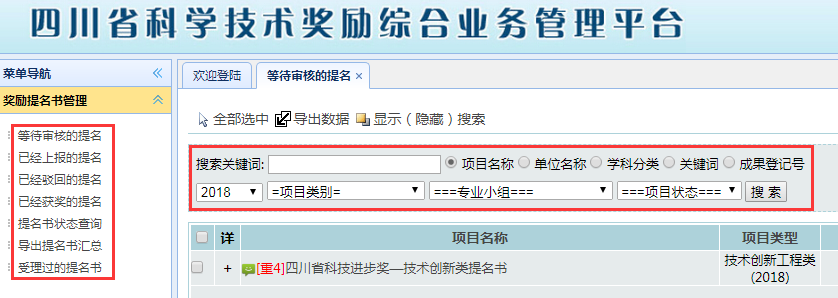 四川省科学技术奖励综合业务管理平台
菜单导航
奖励提名书管理
等待审核的提名
已经上报的提名
已经驳回的提名
已经获奖的提名
提名书状态查询
导出提名书汇总
受理过的提名书
欢迎登陆 等待审核的提名 ×
全部选中 导出数据 显示（隐藏）搜索
搜索关键词: 项目名称 单位名称 学科分类 关键词 成果登记号
2018 =项目类别= ===专业小组=== ===项目状态=== 搜 索
详 项目名称 项目类型
+ [重4]四川省科技进步奖—技术创新类提名书 技术创新工程类
(2018)